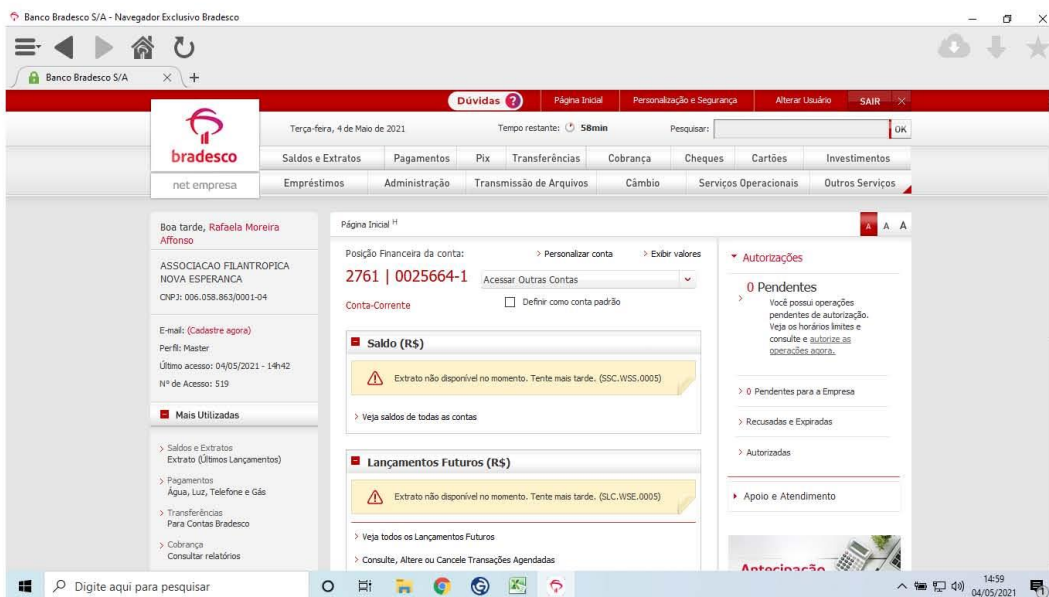 Banco Bradesco S/A - Navegador Exclusivo Bradesco
Banco Bradesco S/A
Dúvidas ?
Página Inicial
Personalização e Segurança
Alterar Usuário
SAIR
bradesco
net empresa
Terça-feira, 4 de Maio de 2021
Tempo restante: 58min
Pesquisar:
OK
Saldos e Extratos Pagamentos Pix Transferências Cobrança Cheques Cartões Investimentos
Empréstimos Administração Transmissão de Arquivos Câmbio Serviços Operacionais Outros Serviços
Boa tarde, Rafaela Moreira
Affonso
ASSOCIACAO FILANTROPICA
NOVA ESPERANCA
CNPJ: 006.058.863/0001-04
E-mail: (Cadastre agora)
Perfil: Master
Último acesso: 04/05/2021 - 14h42
Nº de Acesso: 519
Mais Utilizadas
Saldos e Extratos
Extrato (Últimos Lançamentos)
Pagamentos
Água, Luz, Telefone e Gás
Transferências
Para Contas Bradesco
Cobrança
Consultar relatórios
Página Inicial H
A A A
Posição Financeira da conta:
> Personalizar conta
> Exibir valores
2761 | 0025664-1
Acessar Outras Contas
Conta-Corrente
Definir como conta padrão
Saldo (R$)
Extrato não disponível no momento. Tente mais tarde. (SSC.WSS.0005)
> Veja saldos de todas as contas
Lançamentos Futuros (R$)
Extrato não disponível no momento. Tente mais tarde. (SLC.WSE.0005)
> Veja todos os Lançamentos Futuros
> Consulte, Altere ou Cancele Transações Agendadas
Autorizações
0 Pendentes
Você possui operações
pendentes de autorização.
Veja os horários limites e
consulte e autorize as
operações agora.
> 0 Pendentes para a Empresa
> Recusadas e Expiradas
> Autorizadas
Apoio e Atendimento
Antecipação
Digite aqui para pesquisar
14:59
04/05/2021